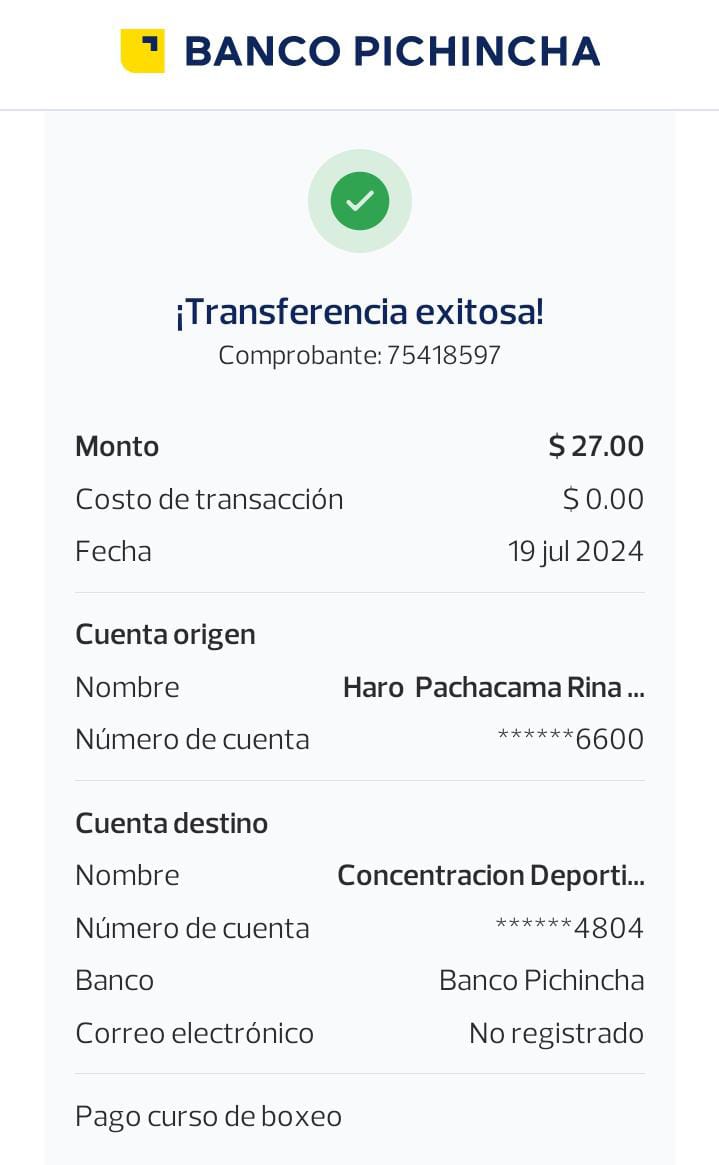 BANCO PICHINCHA
¡Transferencia exitosa!
Comprobante: 75418597
Monto $ 27.00
Costo de transacción $ 0.00
Fecha 19 jul 2024
Cuenta origen
Nombre Haro Pachacama Rina ...
Número de cuenta ******6600
Cuenta destino
Nombre Concentracion Deporti...
Número de cuenta ******4804
Banco Banco Pichincha
Correo electrónico No registrado
Pago curso de boxeo